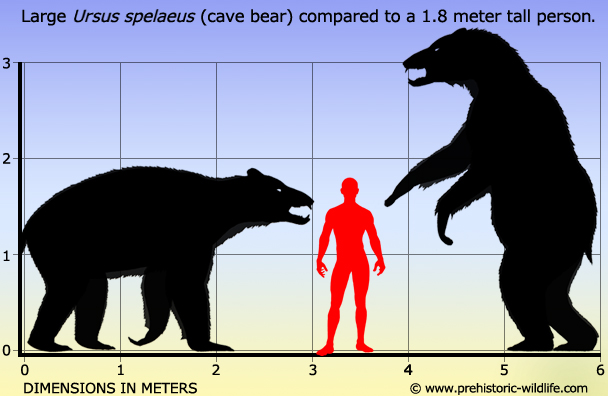 Large Ursus spelaeus (cave bear) compared to a 1.8 meter tall person.
3
2
1
0
0 1 2 3 4 5 6
DIMENSIONS IN METERS © www.prehistoric-wildlife.com